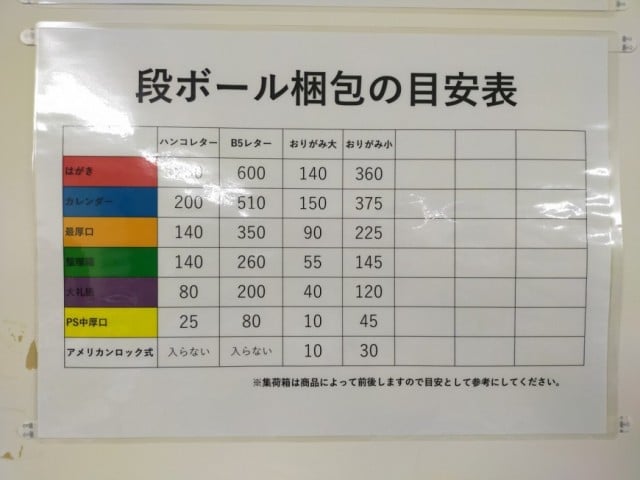 段ボール梱包の目安表
ハンコレター B5レター おりがみ大 おりがみ小
はがき 600 140 360
カレンダー 200 510 150 375
最厚口 140 350 90 225
140 260 55 145
80 200 40 120
PS中厚口 25 80 10 45
アメリカンロック式 入らない 入らない 10 30
※集荷箱は商品によって前後しますので目安として参考にしてください。